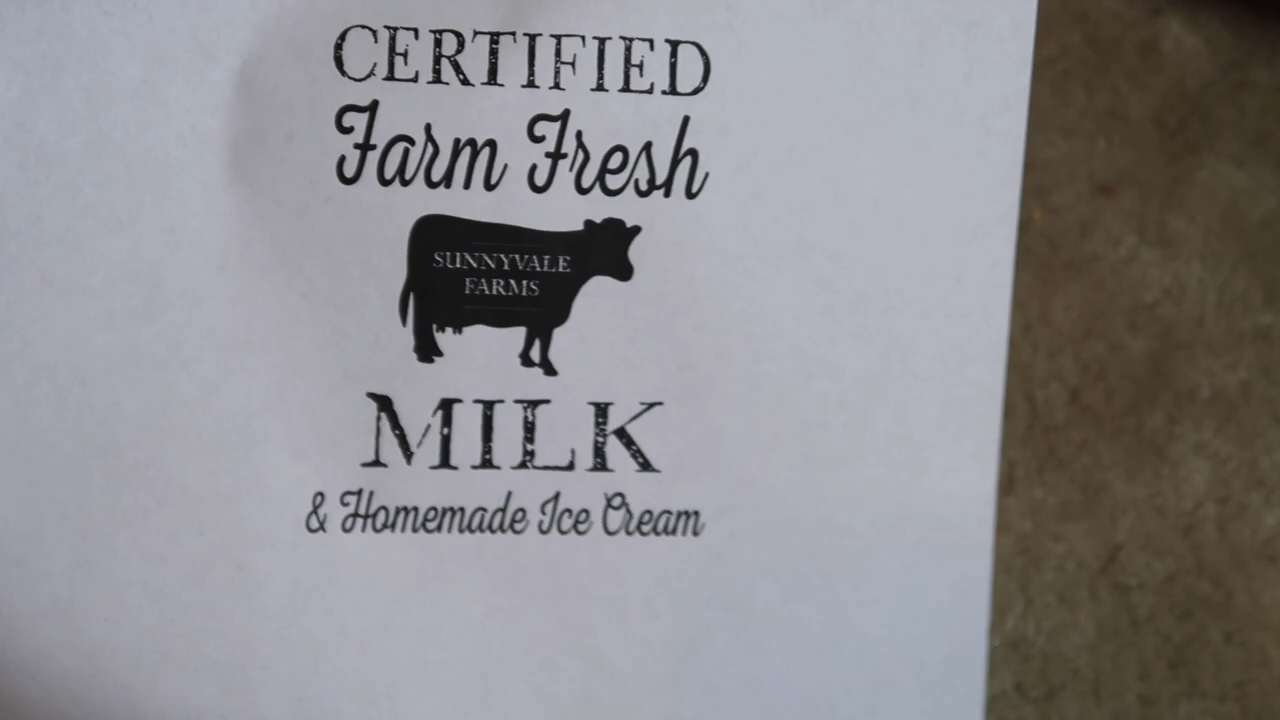 CERTIFIED
Farm Fresh
SUNNYVALE
FARMS
MILK
& Homemade Ice Cream